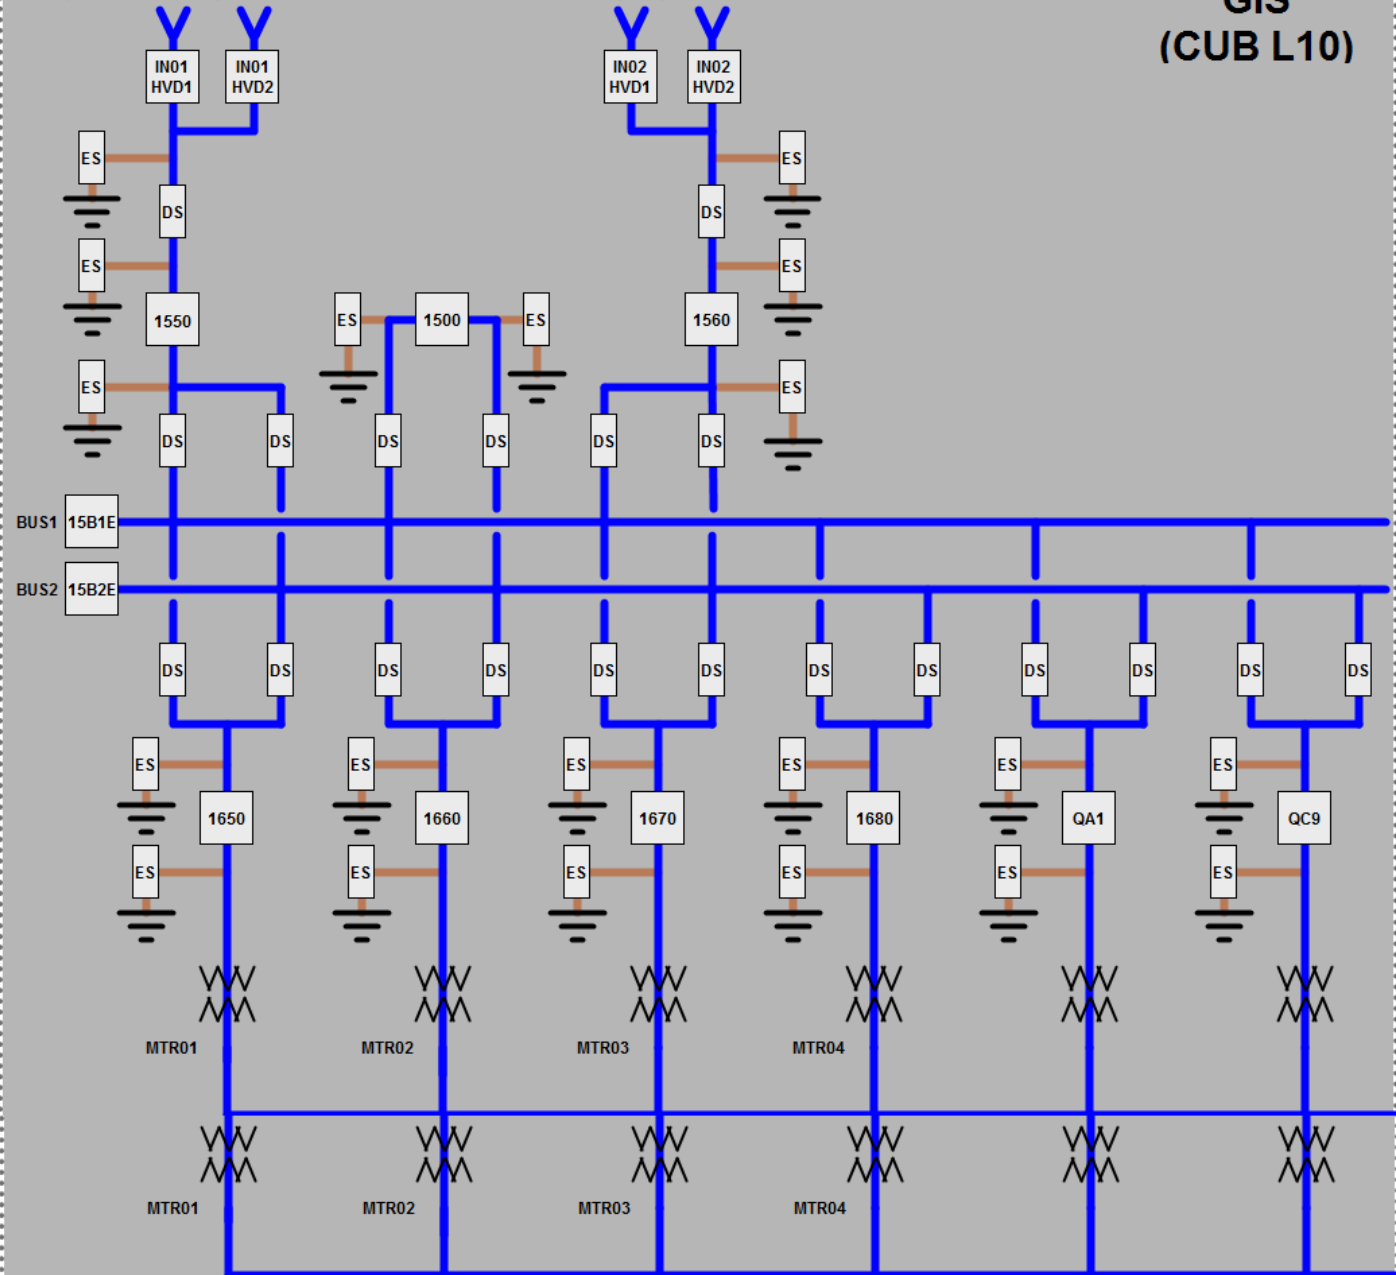 GIS
(CUB L10)
IN01
HVD1
IN01
HVD2
IN02
HVD1
IN02
HVD2
ES
ES
DS
DS
ES
ES
1550
ES
1500
ES
1560
ES
ES
DS
DS
DS
DS
DS
DS
BUS1
15B1E
BUS2
15B2E
DS
DS
DS
DS
DS
DS
DS
DS
DS
DS
DS
DS
ES
ES
ES
ES
ES
ES
1650
1660
1670
1680
QA1
QC9
ES
ES
ES
ES
ES
ES
MTR01
MTR02
MTR03
MTR04
MTR01
MTR02
MTR03
MTR04